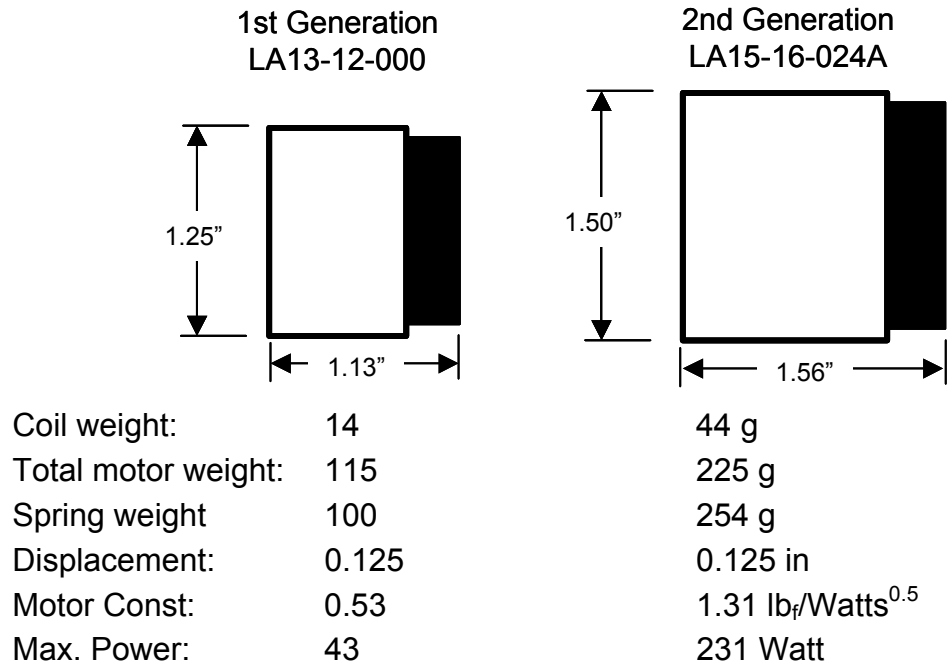 1st Generation
LA13-12-000
2nd Generation
LA15-16-024A
1.25”
1.50”
1.13”
1.56”
Coil weight: 14 44 g
Total motor weight: 115 225 g
Spring weight 100 254 g
Displacement: 0.125 0.125 in
Motor Const: 0.53 1.31 lbf/Watts0.5
Max. Power: 43 231 Watt